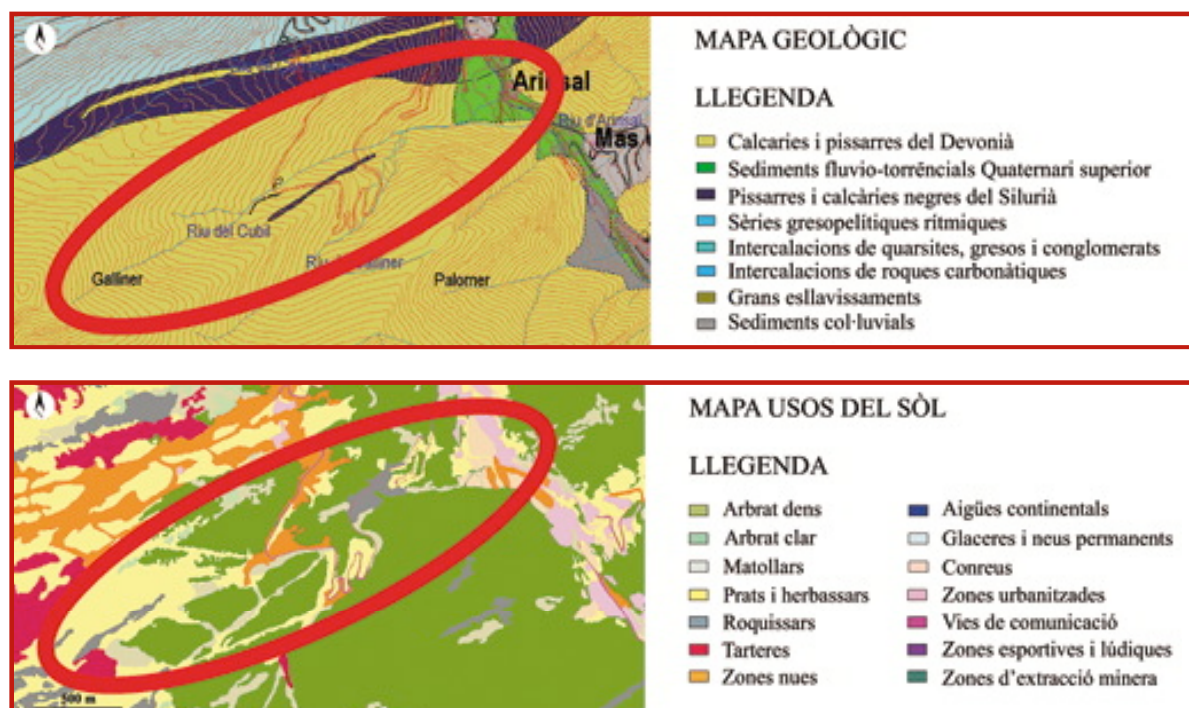 MAPA GEOLÒGIC
LLEGENDA
Calcaries i pissarres del Devonià
Sediments fluvio-torrèncials Quaternari superior
Pissarres i calcàries negres del Silurià
Sèries gresopelítiques rítmiques
Intercalacions de quarsites, gresos i conglomerats
Intercalacions de roques carbonàtiques
Grans esllavissaments
Sediments col·luvials
Arinsal
Riu d'Arinsal
Mas
Riu del Cubil
Galliner
Palomer
MAPA USOS DEL SÒL
LLEGENDA
Arbrat dens
Arbrat clar
Matollars
Prats i herbassars
Roquissars
Tarteres
Zones nues
Aigües continentals
Glaceres i neus permanents
Conreus
Zones urbanitzades
Vies de comunicació
Zones esportives i lúdiques
Zones d'extracció minera
500 m